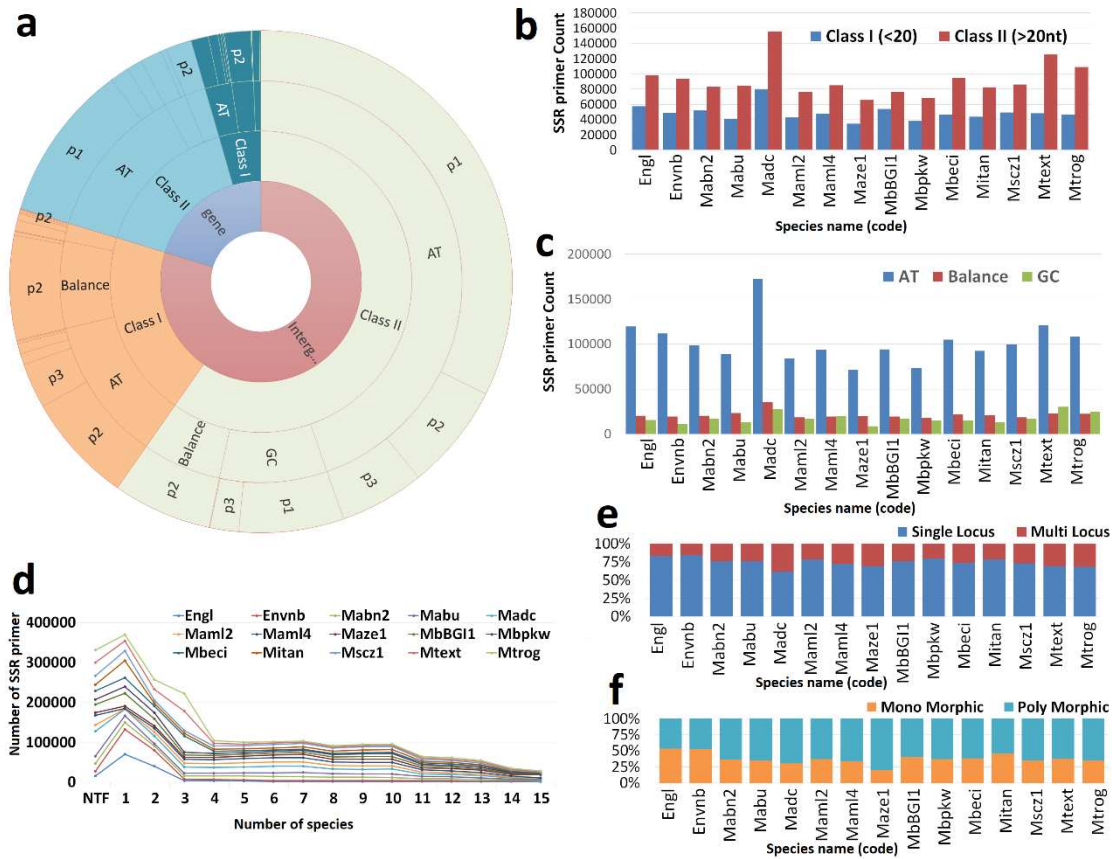 a
p2
p2
p1
AT
Class I
AT
p1
Class II
gene
AT
p2
p2
Balance
Class I
Class II
Interg...
p3
AT
p2
Balance
GC
p3
p2
p2
p3
p1
b
180000
160000
140000
120000
100000
80000
60000
40000
20000
0
SSR primer Count
Class I (<20) Class II (>20nt)
Engl Envnb Mabn2 Mabu Madc Maml2 Maml4 Maze1 MbBGI1 Mbpkw Mbeci Mitan Mscz1 Mtext Mtrog
Species name (code)
c
200000
150000
100000
50000
0
SSR primer Count
AT Balance GC
Engl Envnb Mabn2 Mabu Madc Maml2 Maml4 Maze1 MbBGI1 Mbpkw Mbeci Mitan Mscz1 Mtext Mtrog
Species name (code)
d
Engl Envnb Mabn2 Mabu Madc
Maml2 Maml4 Maze1 MbBGI1 Mbpkw
Mbeci Mitan Mscz1 Mtext Mtrog
400000
300000
200000
100000
0
Number of SSR primer
NTF 1 2 3 4 5 6 7 8 9 10 11 12 13 14 15
Number of species
e
Single Locus Multi Locus
100%
75%
50%
25%
0%
Engl Envnb Mabn2 Mabu Madc Maml2 Maml4 Maze1 MbBGI1 Mbpkw Mbeci Mitan Mscz1 Mtext Mtrog
Species name (code)
f
Mono Morphic Poly Morphic
100%
75%
50%
25%
0%
Engl Envnb Mabn2 Mabu Madc Maml2 Maml4 Maze1 MbBGI1 Mbpkw Mbeci Mitan Mscz1 Mtext Mtrog
Species name (code)